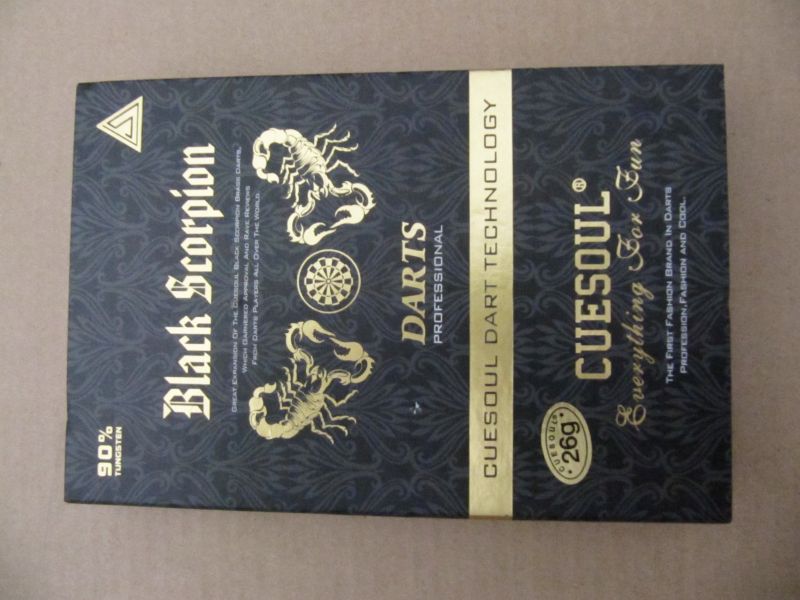 90%
TUNGSTEN
Black Scorpion
GREAT EXPANSION OF THE CUESOUL BLACK SCORPION BRASS DARTS,
WHICH GARNERED APPROVAL AND RAVE REVIEWS
FROM DARTS PLAYERS ALL OVER THE WORLD.
DARTS
PROFESSIONAL
CUESOUL DART TECHNOLOGY
CUESOUL
26g
CUESOUL®
Everything For Fun
THE FIRST FASHION BRAND IN DARTS
PROFESSION, FASHION AND COOL.